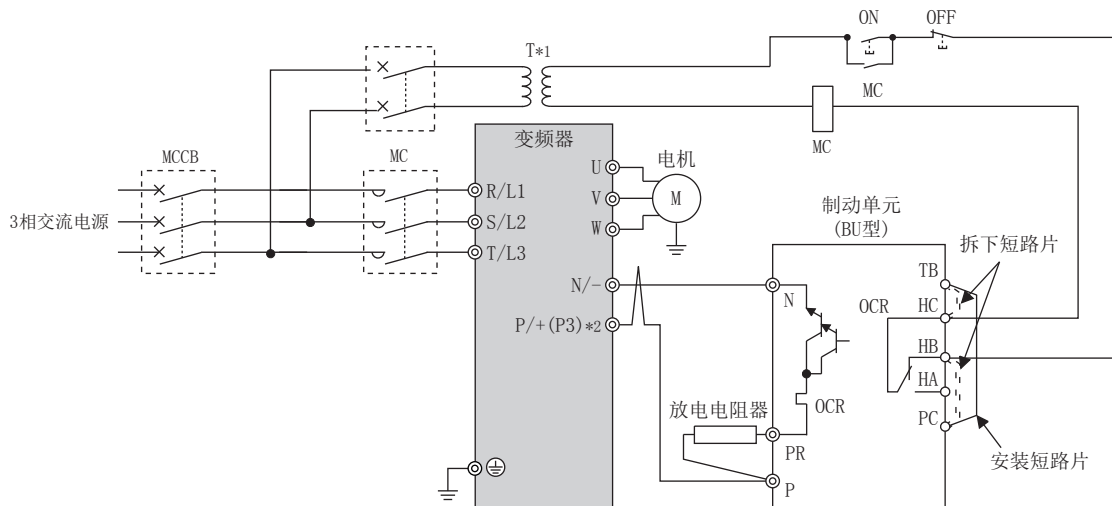 ON
OFF
T*1
MC
MC
变频器
MCCB
MC
电机
U
V
W
M
R/L1
S/L2
T/L3
3相交流电源
制动单元
(BU型)
拆下短路片
N/-
P/+(P3)*2
N
TB
HC
OCR
HB
HA
PC
放电电阻器
OCR
PR
P
安装短路片